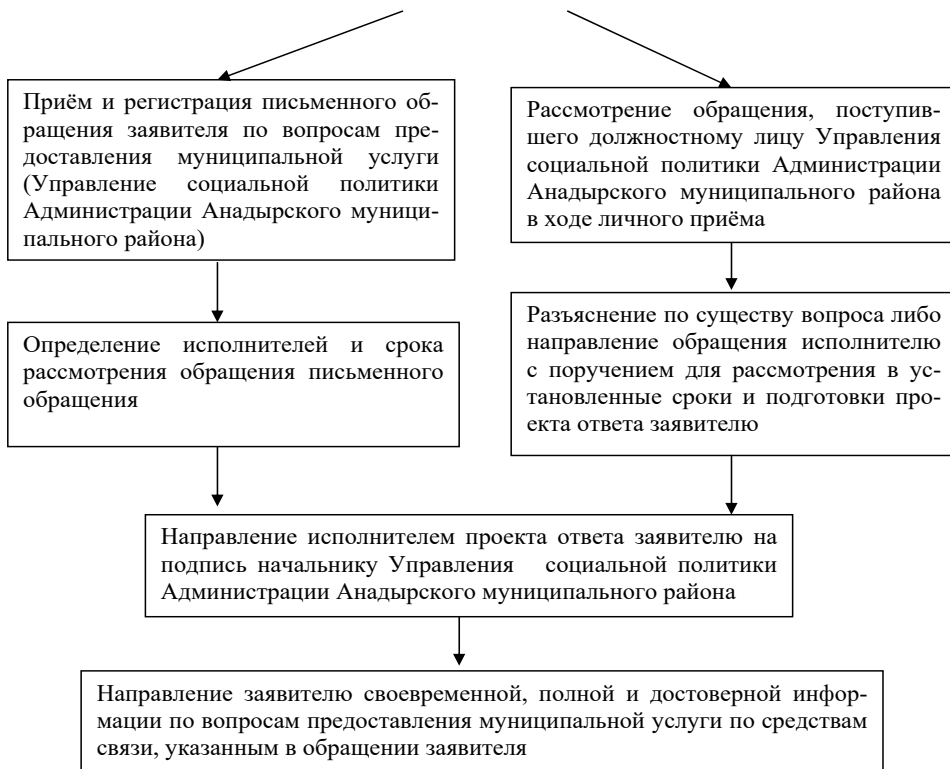 Приём и регистрация письменного об-
ращения заявителя по вопросам пре-
доставления муниципальной услуги
(Управление социальной политики
Администрации Анадырского муници-
пального района)
Рассмотрение обращения, поступив-
шего должностному лицу Управления
социальной политики Администрации
Анадырского муниципального района
в ходе личного приёма
Определение исполнителей и срока
рассмотрения обращения письменного
обращения
Разъяснение по существу вопроса либо
направление обращения исполнителю
с поручением для рассмотрения в ус-
тановленные сроки и подготовки про-
екта ответа заявителю
Направление исполнителем проекта ответа заявителю на
подпись начальнику Управления социальной политики
Администрации Анадырского муниципального района
Направление заявителю своевременной, полной и достоверной инфор-
мации по вопросам предоставления муниципальной услуги по средствам
связи, указанным в обращении заявителя